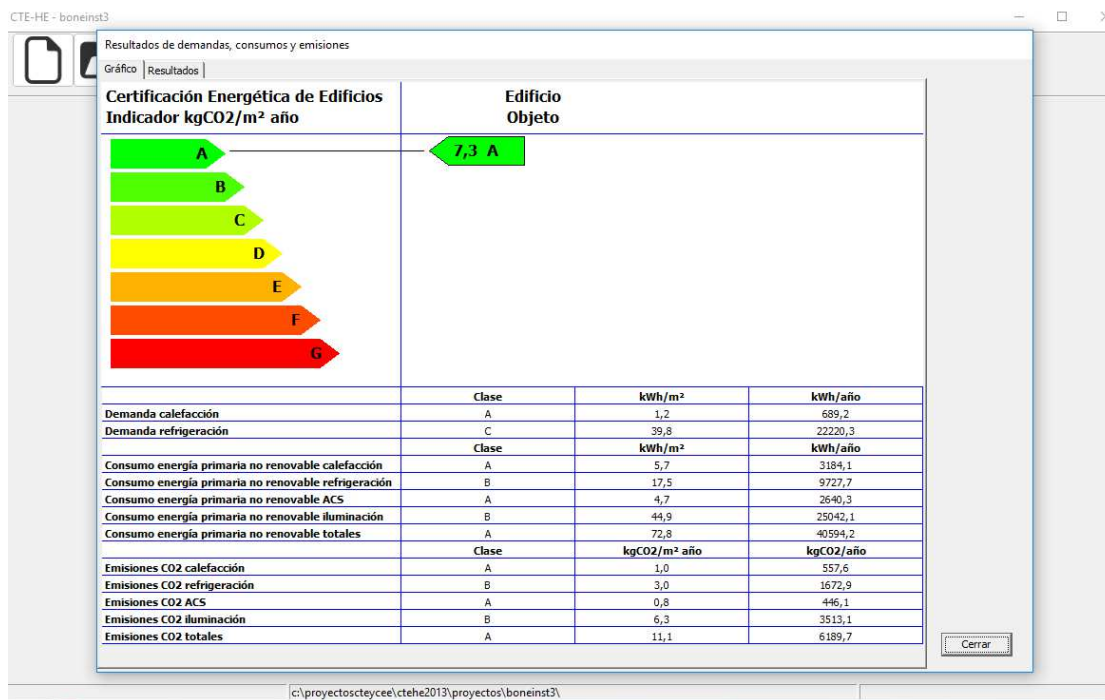 CTE-HE - boneinst3
Resultados de demandas, consumos y emisiones
Gráfico Resultados
Certificación Energética de Edificios
Indicador kgCO2/m² año
Edificio
Objeto
A
7,3 A
B
C
D
E
F
G
Clase kWh/m² kWh/año
Demanda calefacción A 1,2 689,2
Demanda refrigeración C 39,8 22220,3
Clase kWh/m² kWh/año
Consumo energía primaria no renovable calefacción A 5,7 3184,1
Consumo energía primaria no renovable refrigeración B 17,5 9727,7
Consumo energía primaria no renovable ACS A 4,7 2640,3
Consumo energía primaria no renovable iluminación B 44,9 25042,1
Consumo energía primaria no renovable totales A 72,8 40594,2
Clase kgCO2/m² año kgCO2/año
Emisiones CO2 calefacción A 1,0 557,6
Emisiones CO2 refrigeración B 3,0 1672,9
Emisiones CO2 ACS A 0,8 446,1
Emisiones CO2 iluminación B 6,3 3513,1
Emisiones CO2 totales A 11,1 6189,7
Cerrar
c:\proyectoscteycee\ctehe2013\proyectos\boneinst3\